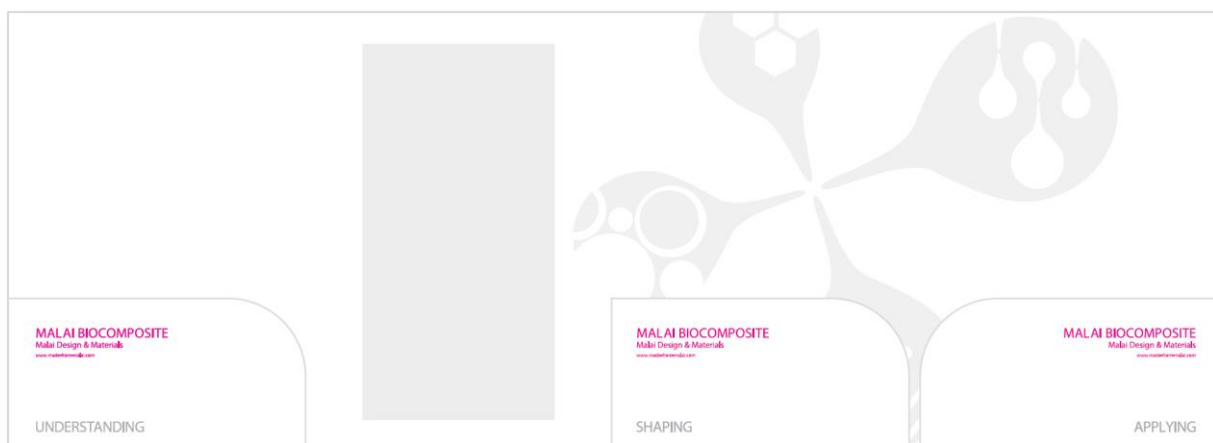 MALAI BIOCOMPOSITE
Malai Design & Materials
UNDERSTANDING
MALAI BIOCOMPOSITE
Malai Design & Materials
SHAPING
MALAI BIOCOMPOSITE
Malai Design & Materials
APPLYING